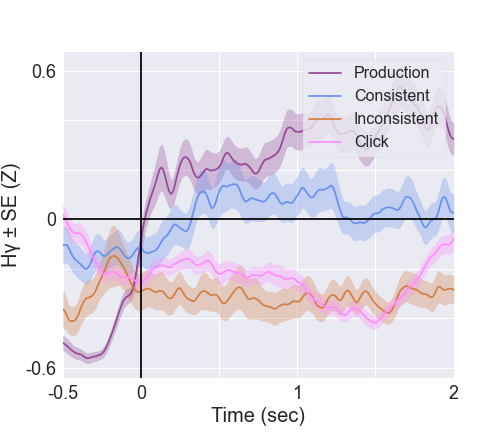 Production
Consistent
Inconsistent
Click
0.6
0
-0.6
-0.5
0
1
2
Time (sec)
Hγ ± SE (Z)